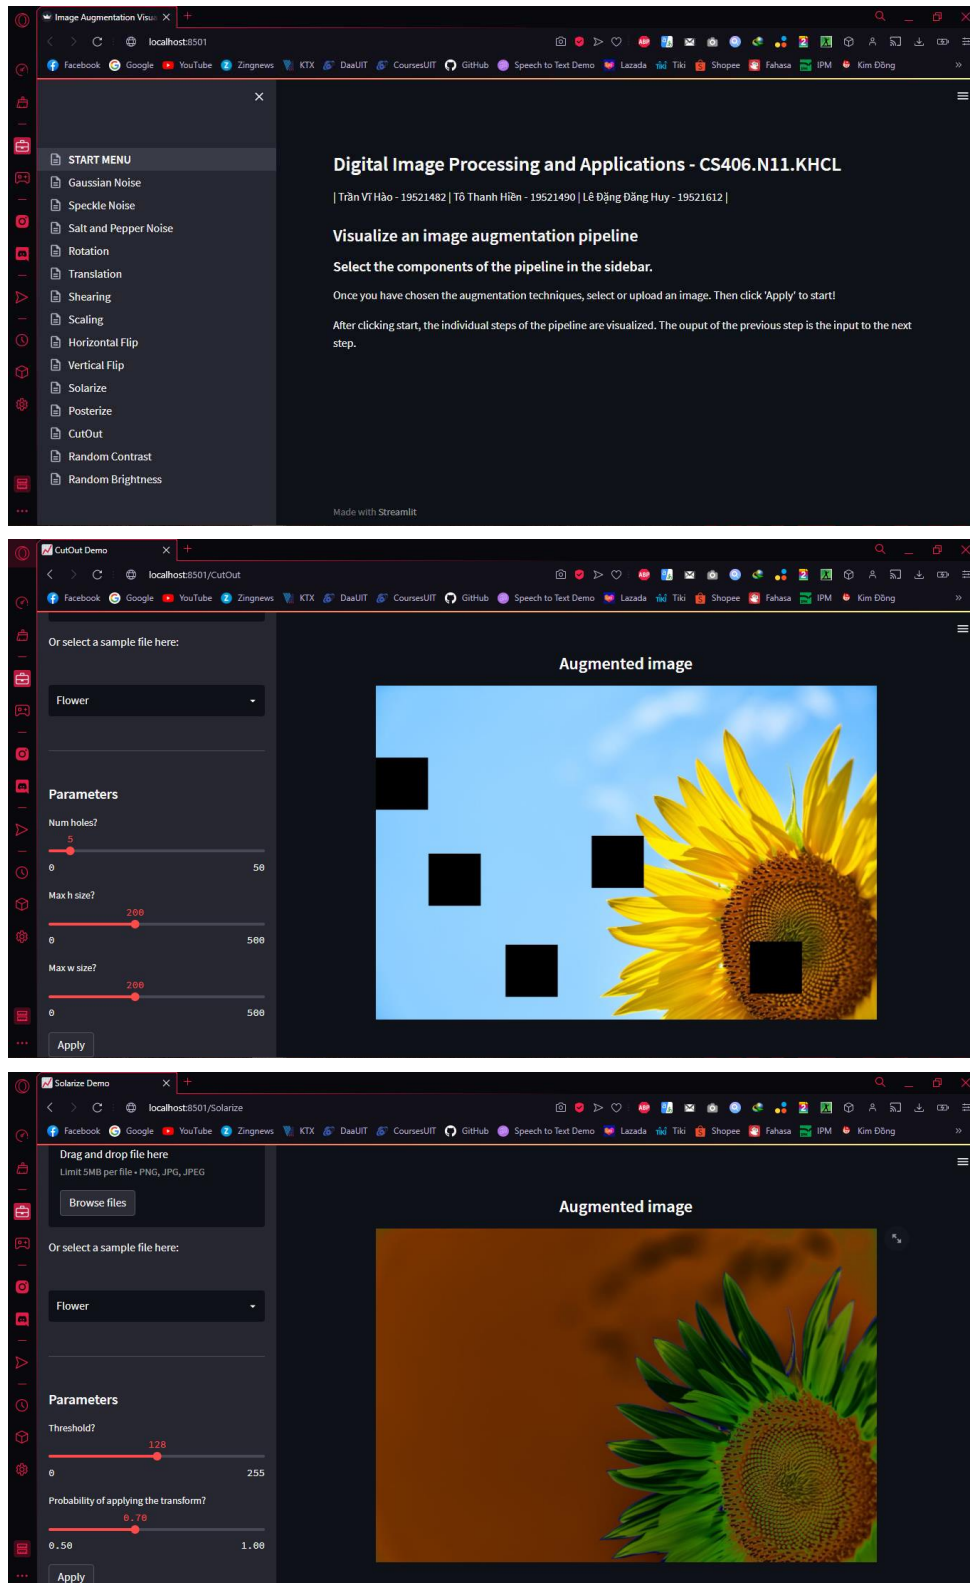 Image Augmentation Visua
localhost:8501
Facebook Google YouTube Zingnews KTX DaaUIT CoursesUIT GitHub Speech to Text Demo Lazada Tiki Shopee Fahasa IPM Kim Đồng »
START MENU
Gaussian Noise
Speckle Noise
Salt and Pepper Noise
Rotation
Translation
Shearing
Scaling
Horizontal Flip
Vertical Flip
Solarize
Posterize
CutOut
Random Contrast
Random Brightness
Digital Image Processing and Applications - CS406.N11.KHCL
| Trần Vĩ Hào - 19521482 | Tô Thanh Hiền - 19521490 | Lê Đặng Đăng Huy - 19521612 |
Visualize an image augmentation pipeline
Select the components of the pipeline in the sidebar.
Once you have chosen the augmentation techniques, select or upload an image. Then click 'Apply' to start!
After clicking start, the individual steps of the pipeline are visualized. The ouput of the previous step is the input to the next
step.
Made with Streamlit
CutOut Demo
localhost:8501/CutOut
Facebook Google YouTube Zingnews KTX DaaUIT CoursesUIT GitHub Speech to Text Demo Lazada Tiki Shopee Fahasa IPM Kim Đồng »
Or select a sample file here:
Flower
Parameters
Num holes?
5
0 50
Max h size?
200
0 500
Max w size?
200
0 500
Apply
Augmented image
Solarize Demo
localhost:8501/Solarize
Facebook Google YouTube Zingnews KTX DaaUIT CoursesUIT GitHub Speech to Text Demo Lazada Tiki Shopee Fahasa IPM Kim Đồng »
Drag and drop file here
Limit 5MB per file • PNG, JPG, JPEG
Browse files
Or select a sample file here:
Flower
Parameters
Threshold?
128
0 255
Probability of applying the transform?
0.70
0.50 1.00
Apply
Augmented image